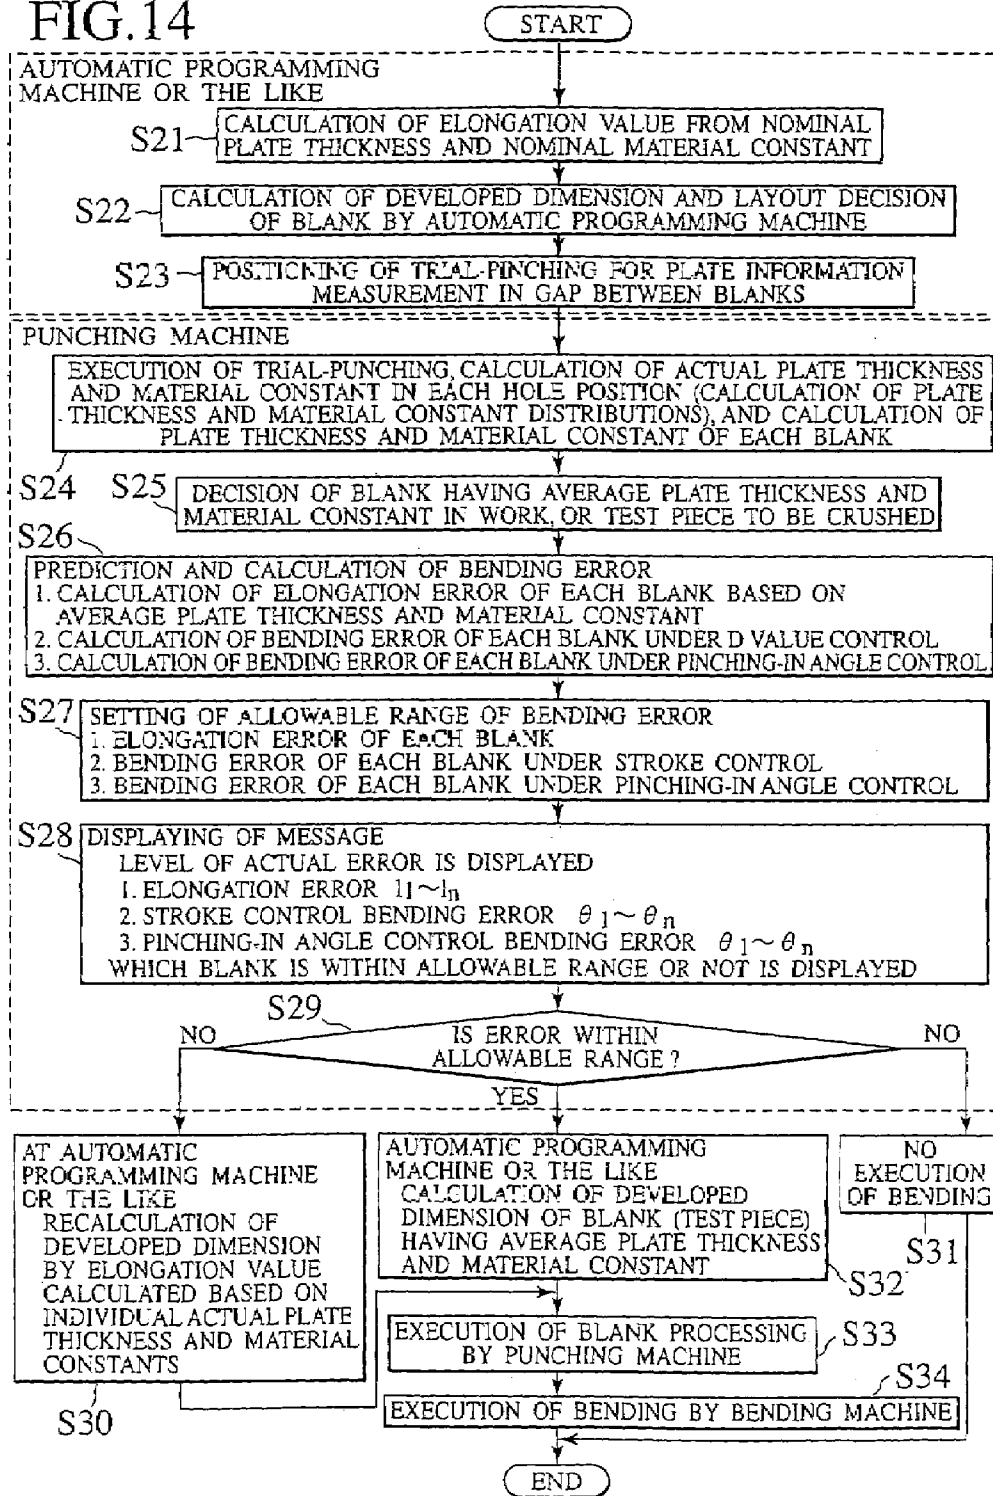 FIG.14
START
AUTOMATIC PROGRAMMING
MACHINE OR THE LIKE
S21
CALCULATION OF ELONGATION VALUE FROM NOMINAL
PLATE THICKNESS AND NOMINAL MATERIAL CONSTANT
S22
CALCULATION OF DEVELOPED DIMENSION AND LAYOUT DECISION
OF BLANK BY AUTOMATIC PROGRAMMING MACHINE
S23
POSITIONING OF TRIAL-PINCHING FOR PLATE INFORMATION
MEASUREMENT IN GAP BETWEEN BLANKS
PUNCHING MACHINE
EXECUTION OF TRIAL-PUNCHING, CALCULATION OF ACTUAL PLATE THICKNESS
AND MATERIAL CONSTANT IN EACH HOLE POSITION (CALCULATION OF PLATE
THICKNESS AND MATERIAL CONSTANT DISTRIBUTIONS), AND CALCULATION OF
PLATE THICKNESS AND MATERIAL CONSTANT OF EACH BLANK
S24
S25
DECISION OF BLANK HAVING AVERAGE PLATE THICKNESS AND
MATERIAL CONSTANT IN WORK, OR TEST PIECE TO BE CRUSHED
S26
PREDICTION AND CALCULATION OF BENDING ERROR
1. CALCULATION OF ELONGATION ERROR OF EACH BLANK BASED ON
AVERAGE PLATE THICKNESS AND MATERIAL CONSTANT
2. CALCULATION OF BENDING ERROR OF EACH BLANK UNDER D VALUE CONTROL
3. CALCULATION OF BENDING ERROR OF EACH BLANK UNDER PINCHING-IN ANGLE CONTROL
S27
SETTING OF ALLOWABLE RANGE OF BENDING ERROR
1. ELONGATION ERROR OF EACH BLANK
2. BENDING ERROR OF EACH BLANK UNDER STROKE CONTROL
3. BENDING ERROR OF EACH BLANK UNDER PINCHING-IN ANGLE CONTROL
S28
DISPLAYING OF MESSAGE
LEVEL OF ACTUAL ERROR IS DISPLAYED
1. ELONGATION ERROR l1~ln
2. STROKE CONTROL BENDING ERROR θ1~θn
3. PINCHING-IN ANGLE CONTROL BENDING ERROR θ1~θn
WHICH BLANK IS WITHIN ALLOWABLE RANGE OR NOT IS DISPLAYED
S29
NO
IS ERROR WITHIN
ALLOWABLE RANGE ?
NO
YES
AT AUTOMATIC
PROGRAMMING MACHINE
OR THE LIKE
RECALCULATION OF
DEVELOPED DIMENSION
BY ELONGATION VALUE
CALCULATED BASED ON
INDIVIDUAL ACTUAL PLATE
THICKNESS AND MATERIAL
CONSTANTS
S30
AUTOMATIC PROGRAMMING
MACHINE OR THE LIKE
CALCULATION OF DEVELOPED
DIMENSION OF BLANK (TEST PIECE)
HAVING AVERAGE PLATE THICKNESS
AND MATERIAL CONSTANT
S32
NO
EXECUTION
OF BENDING
S31
EXECUTION OF BLANK PROCESSING
BY PUNCHING MACHINE
S33
S34
EXECUTION OF BENDING BY BENDING MACHINE
END